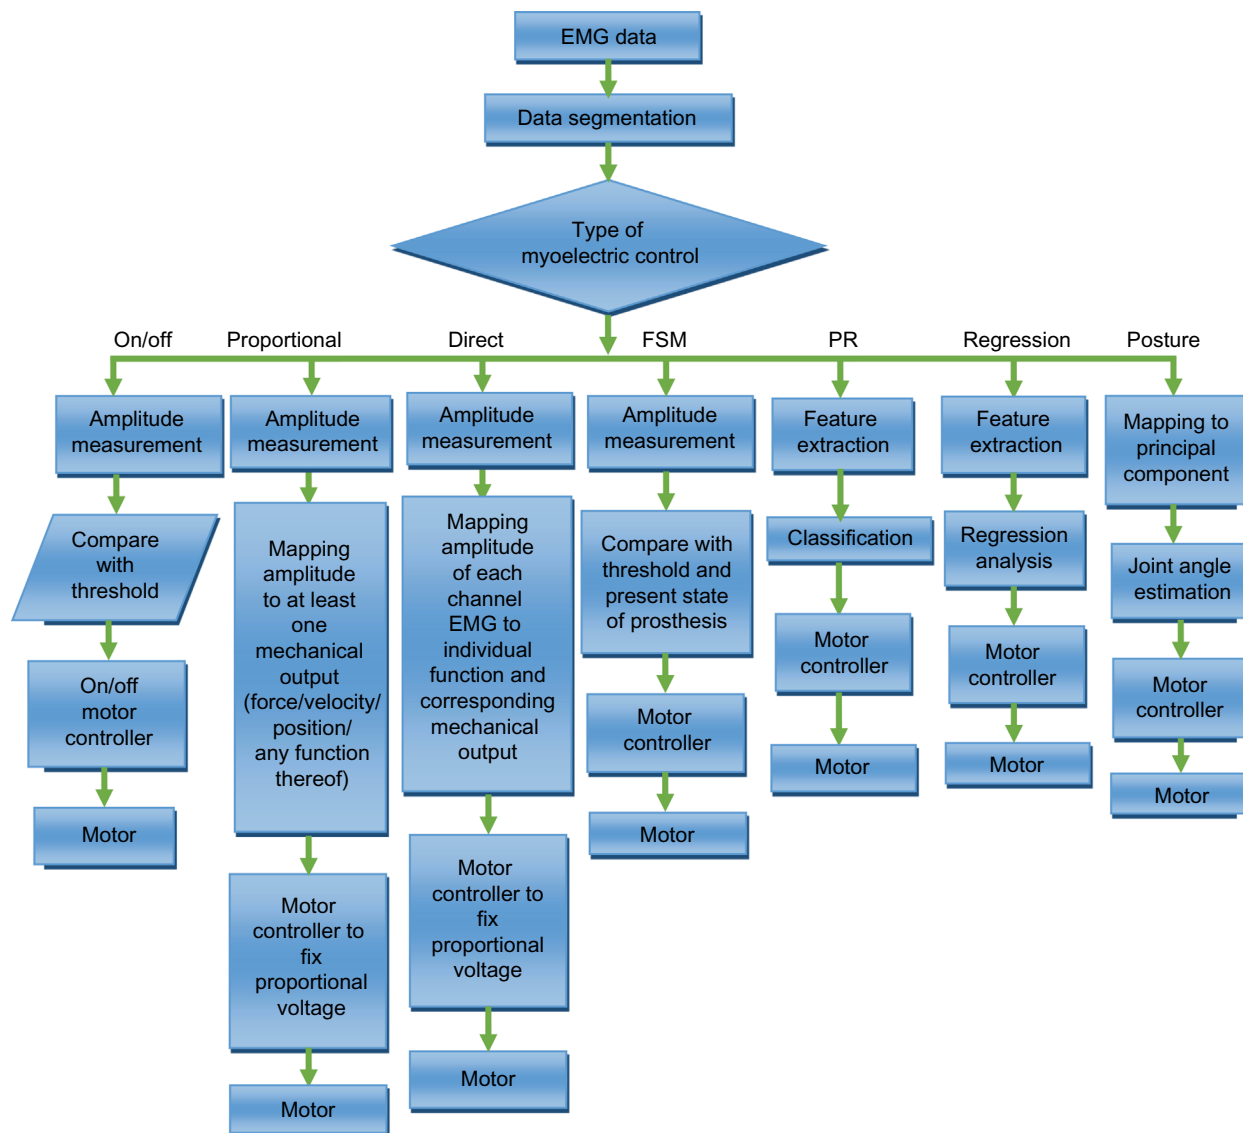 EMG data
Data segmentation
Type of
myoelectric control
On/off
Proportional
Direct
FSM
PR
Regression
Posture
Amplitude
measurement
Compare
with
threshold
On/off
motor
controller
Motor
Amplitude
measurement
Mapping
amplitude
to at least
one
mechanical
output
(force/velocity/
position/
any function
thereof)
Motor
controller to
fix
proportional
voltage
Motor
Amplitude
measurement
Mapping
amplitude
of each
channel
EMG to
individual
function and
corresponding
mechanical
output
Motor
controller to
fix
proportional
voltage
Motor
Amplitude
measurement
Compare with
threshold and
present state
of prosthesis
Motor
controller
Motor
Feature
extraction
Classification
Motor
controller
Motor
Feature
extraction
Regression
analysis
Motor
controller
Motor
Mapping to
principal
component
Joint angle
estimation
Motor
controller
Motor